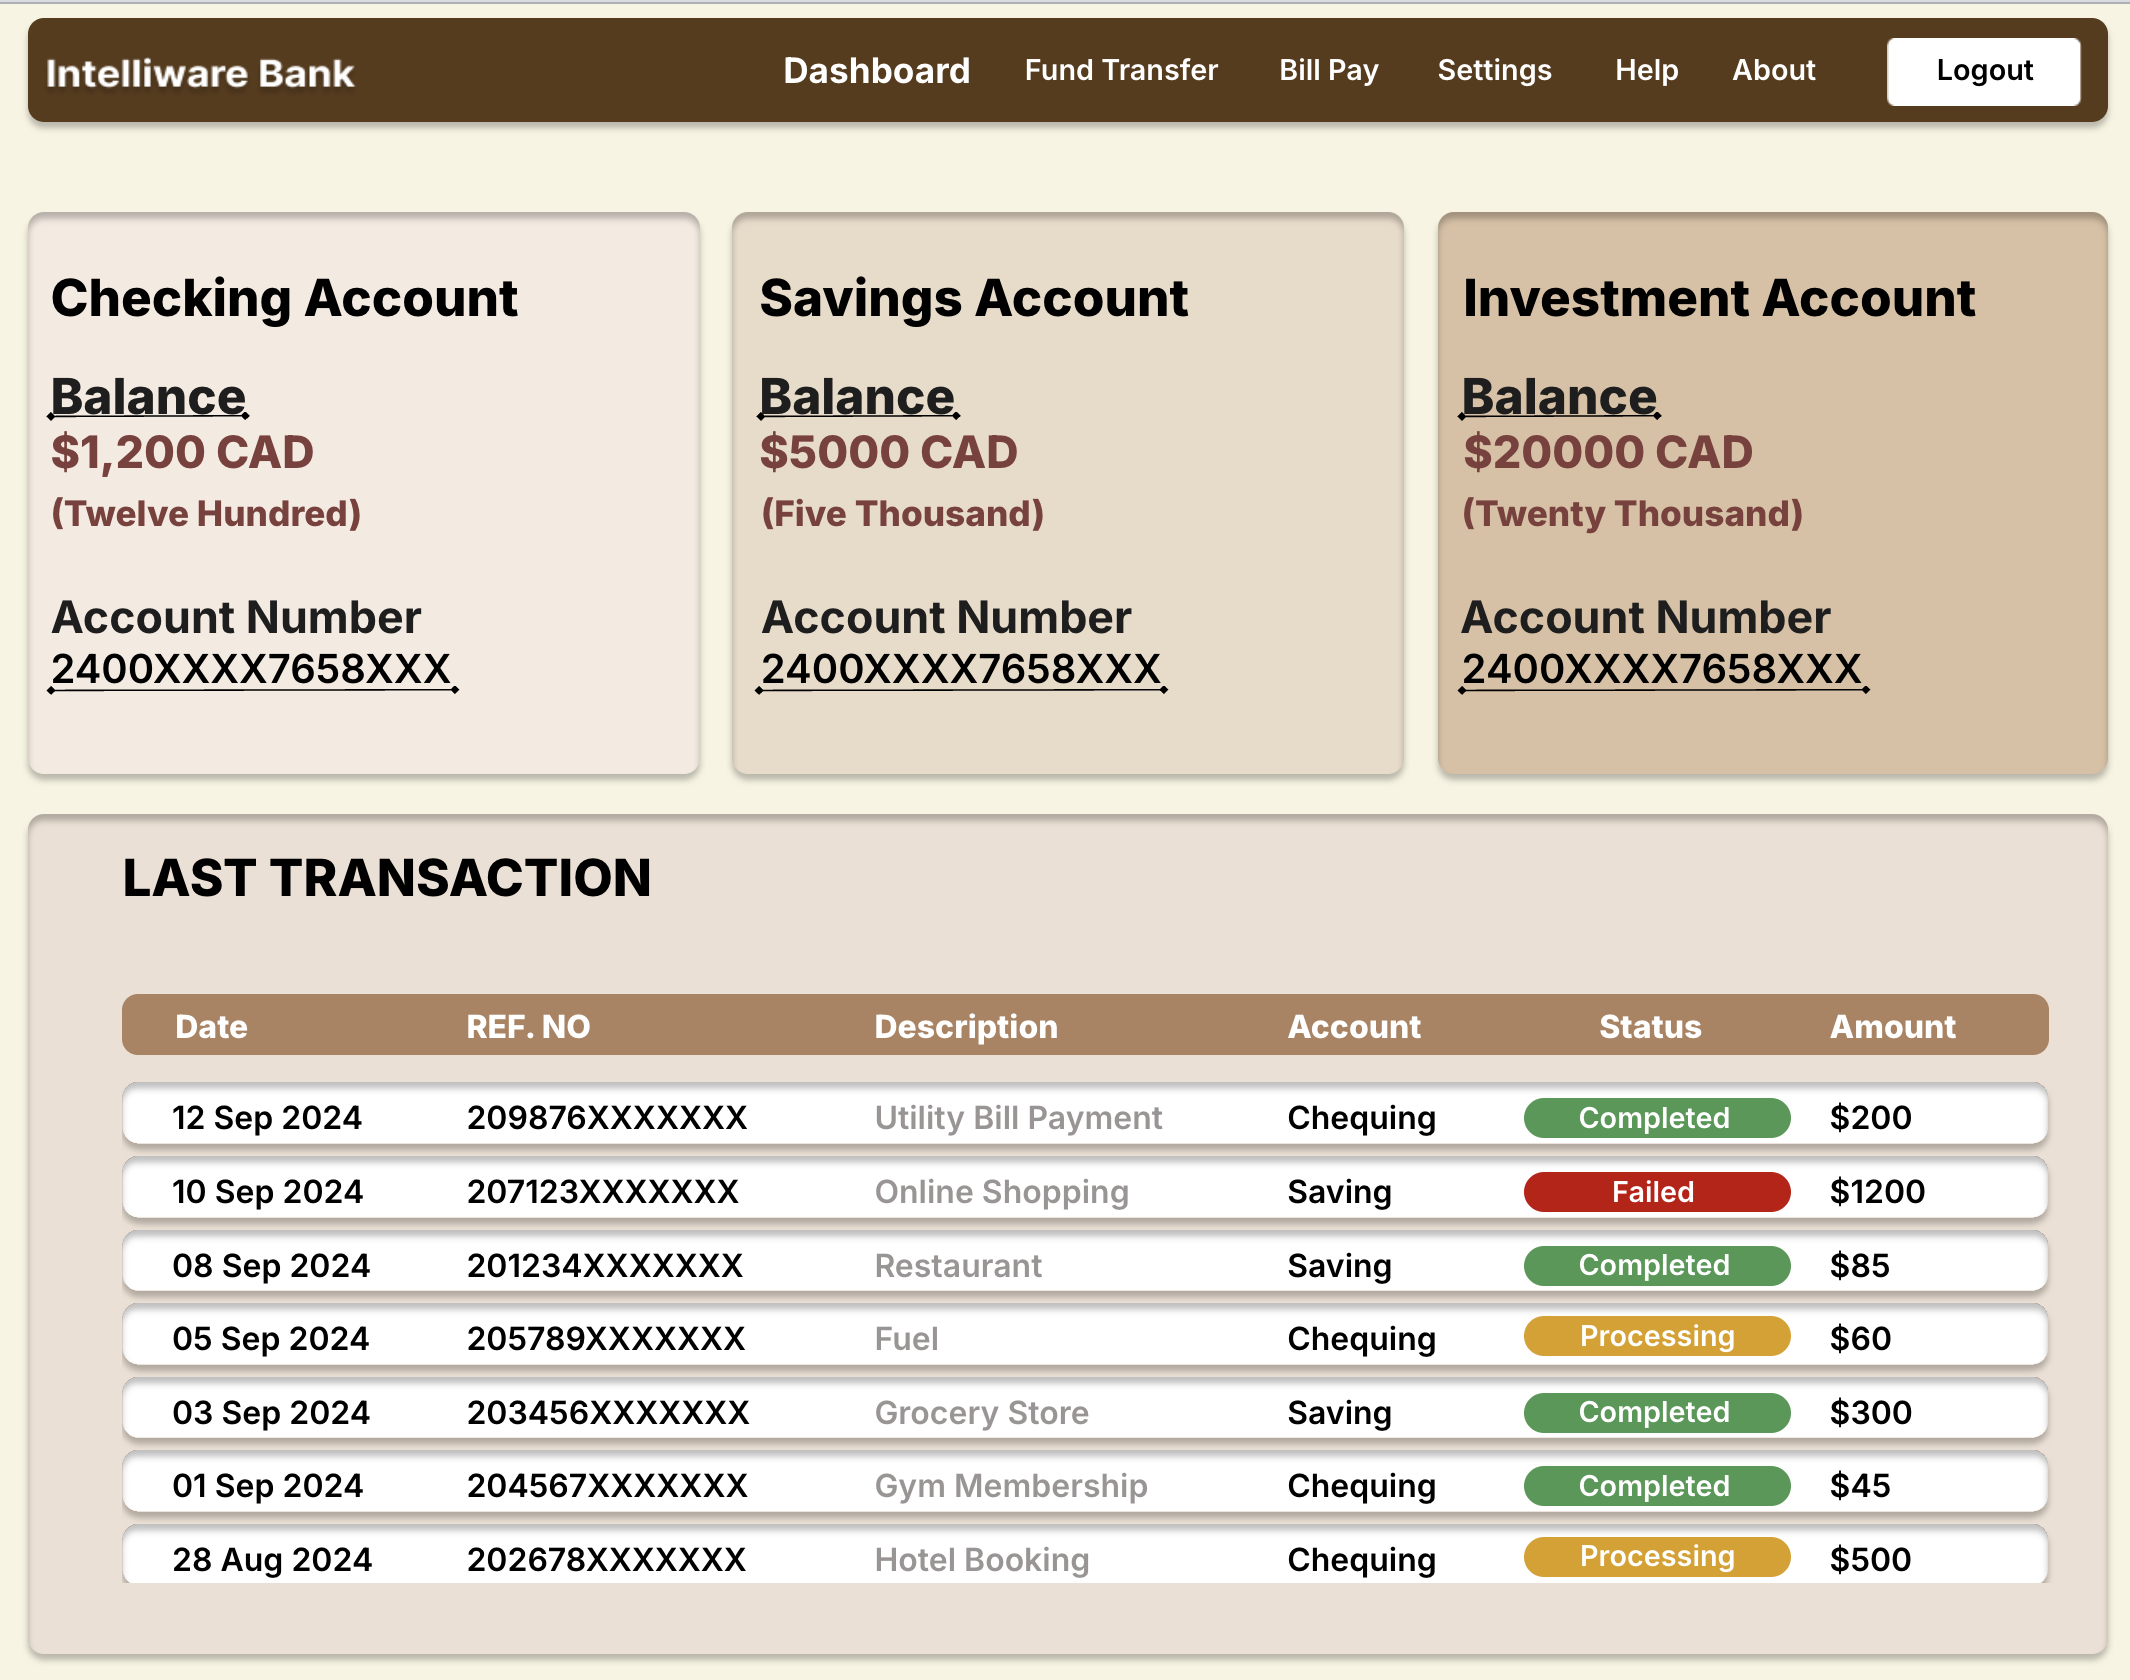 Intelliware Bank Dashboard Fund Transfer Bill Pay Settings Help About Logout
Checking Account
Balance
$1,200 CAD
(Twelve Hundred)
Account Number
2400XXXX7658XXX
Savings Account
Balance
$5000 CAD
(Five Thousand)
Account Number
2400XXXX7658XXX
Investment Account
Balance
$20000 CAD
(Twenty Thousand)
Account Number
2400XXXX7658XXX
LAST TRANSACTION
Date REF. NO Description Account Status Amount
12 Sep 2024 209876XXXXXXX Utility Bill Payment Chequing Completed $200
10 Sep 2024 207123XXXXXXX Online Shopping Saving Failed $1200
08 Sep 2024 201234XXXXXXX Restaurant Saving Completed $85
05 Sep 2024 205789XXXXXXX Fuel Chequing Processing $60
03 Sep 2024 203456XXXXXXX Grocery Store Saving Completed $300
01 Sep 2024 204567XXXXXXX Gym Membership Chequing Completed $45
28 Aug 2024 202678XXXXXXX Hotel Booking Chequing Processing $500